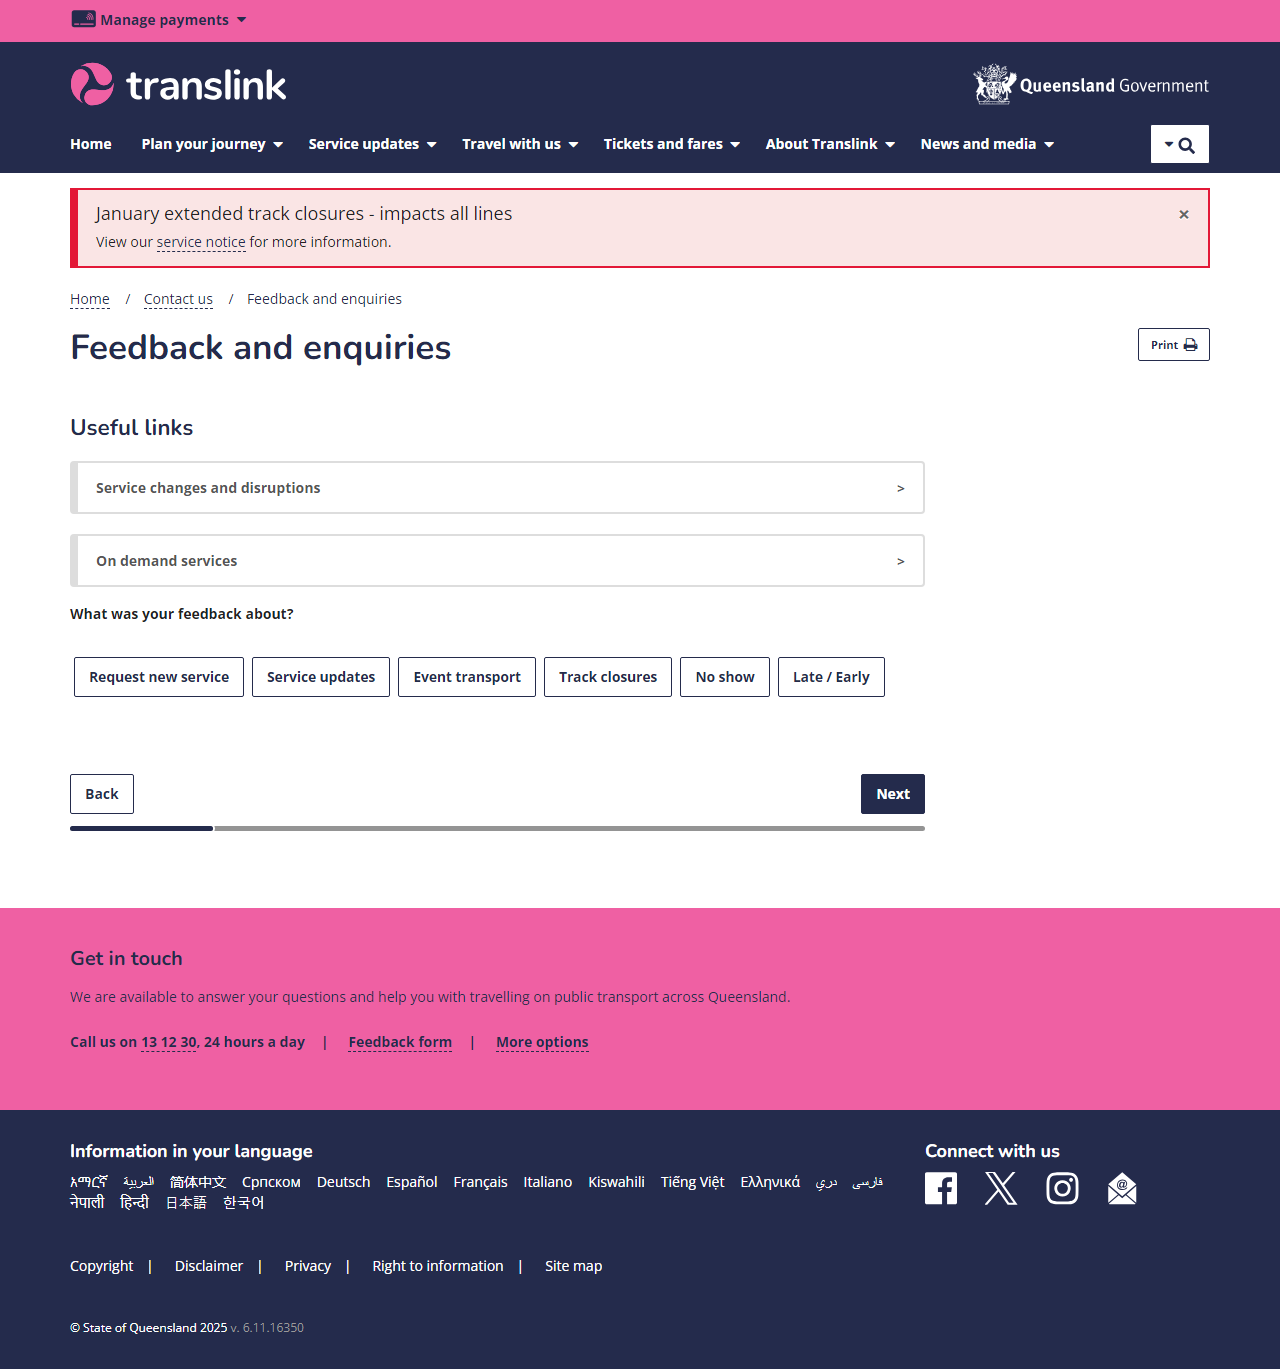 Manage payments
translink
Queensland Government
Home Plan your journey Service updates Travel with us Tickets and fares About Translink News and media
January extended track closures - impacts all lines ×
View our service notice for more information.
Home / Contact us / Feedback and enquiries
Feedback and enquiries
Print
Useful links
Service changes and disruptions >
On demand services >
What was your feedback about?
Request new service Service updates Event transport Track closures No show Late / Early
Back Next
Get in touch
We are available to answer your questions and help you with travelling on public transport across Queensland.
Call us on 13 12 30, 24 hours a day | Feedback form | More options
Information in your language
አማርኛ العربية 简体中文 Српском Deutsch Español Français Italiano Kiswahili Tiếng Việt Ελληνικά دري فارسی
नेपाली हिन्दी 日本語 한국어
Connect with us
Copyright | Disclaimer | Privacy | Right to information | Site map
© State of Queensland 2025 v. 6.11.16350